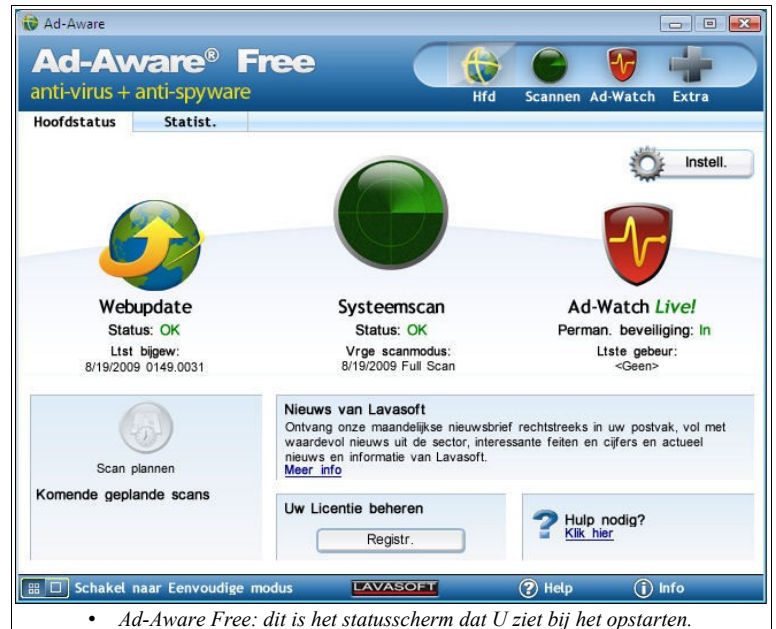 Ad-Aware
Ad-Aware® Free
anti-virus + anti-spyware
Hfd Scannen Ad-Watch Extra
Hoofdstatus Statist.
Instell.
Webupdate
Status: OK
Ltst bijgew:
8/19/2009 0149.0031
Systeemscan
Status: OK
Vrge scanmodus:
8/19/2009 Full Scan
Ad-Watch Live!
Perman. beveiliging: In
Ltste gebeur:
<Geen>
Scan plannen
Komende geplande scans
Nieuws van Lavasoft
Ontvang onze maandelijkse nieuwsbrief rechtstreeks in uw postvak, vol met
waardevol nieuws uit de sector, interessante feiten en cijfers en actueel
nieuws en informatie van Lavasoft.
Meer info
Uw Licentie beheren
Registr.
Hulp nodig?
Klik hier
Schakel naar Eenvoudige modus LAVASOFT Help Info
• Ad-Aware Free: dit is het statusscherm dat U ziet bij het opstarten.